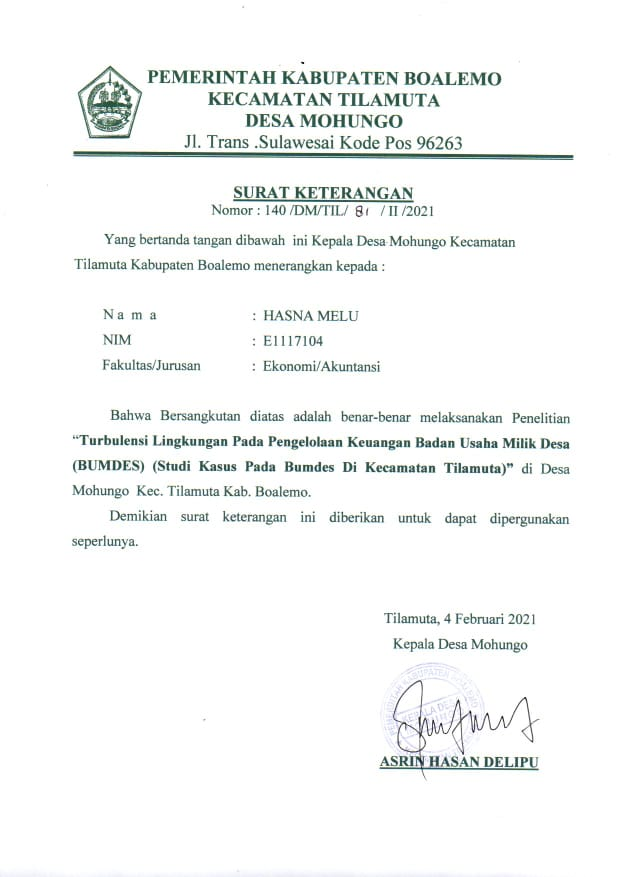 PEMERINTAH KABUPATEN BOALEMO
KECAMATAN TILAMUTA
DESA MOHUNGO
Jl. Trans .Sulawesai Kode Pos 96263
SURAT KETERANGAN
Nomor : 140 /DM/TIL/ 81 / II /2021
Yang bertanda tangan dibawah ini Kepala Desa Mohungo Kecamatan
Tilamuta Kabupaten Boalemo menerangkan kepada :
N a m a : HASNA MELU
NIM : E1117104
Fakultas/Jurusan : Ekonomi/Akuntansi
Bahwa Bersangkutan diatas adalah benar-benar melaksanakan Penelitian
“Turbulensi Lingkungan Pada Pengelolaan Keuangan Badan Usaha Milik Desa
(BUMDES) (Studi Kasus Pada Bumdes Di Kecamatan Tilamuta)” di Desa
Mohungo Kec. Tilamuta Kab. Boalemo.
Demikian surat keterangan ini diberikan untuk dapat dipergunakan
seperlunya.
Tilamuta, 4 Februari 2021
Kepala Desa Mohungo
PEMERINTAH KABUPATEN BOALEMO
KEPALA DESA
ASRIN HASAN DELIPU